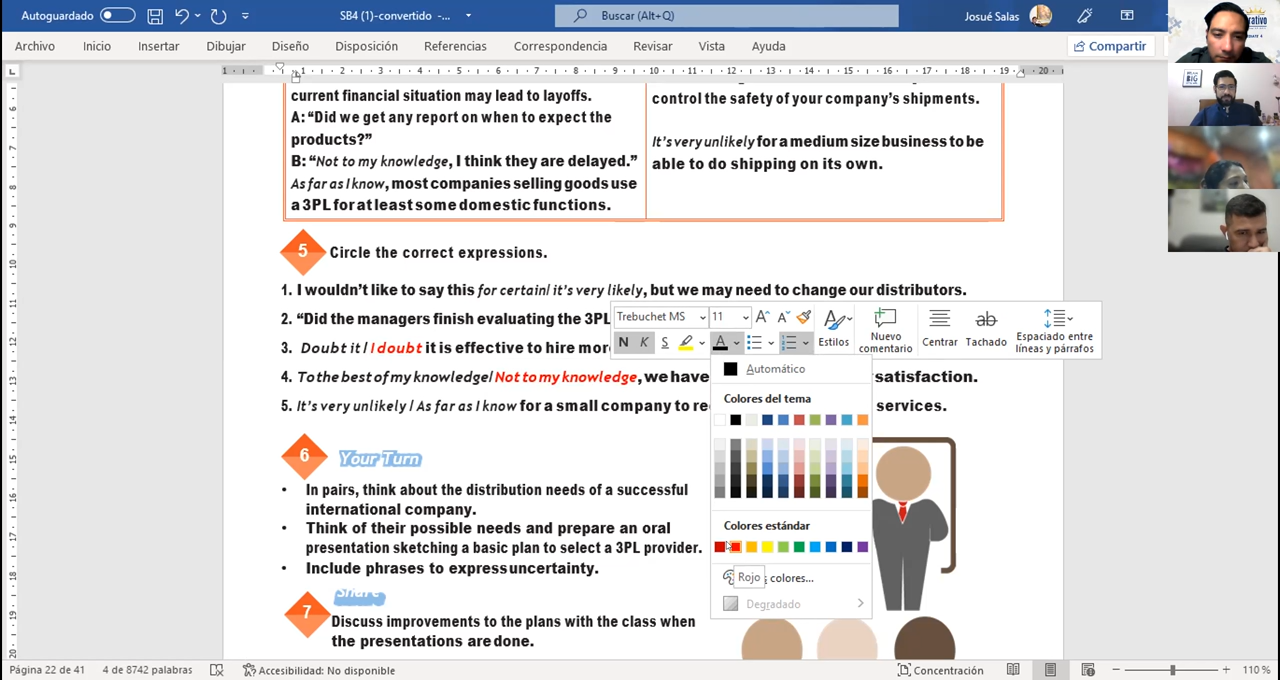 Autoguardado
SB4 (1)-convertido -...
Buscar (Alt+Q)
Josué Salas
Archivo Inicio Insertar Dibujar Diseño Disposición Referencias Correspondencia Revisar Vista Ayuda
Compartir
current financial situation may lead to layoffs.
A: “Did we get any report on when to expect the
products?”
B: “Not to my knowledge, I think they are delayed.”
As far as I know, most companies selling goods use
a 3PL for at least some domestic functions.
control the safety of your company’s shipments.
It’s very unlikely for a medium size business to be
able to do shipping on its own.
5 Circle the correct expressions.
1. I wouldn’t like to say this for certain/ it’s very likely, but we may need to change our distributors.
2. “Did the managers finish evaluating the 3PL
3. Doubt it / I doubt it is effective to hire mor
4. To the best of my knowledge/ Not to my knowledge, we have satisfaction.
5. It’s very unlikely / As far as I know for a small company to re services.
Trebuchet MS 11
N K S
Estilos
Nuevo
comentario
Centrar
Tachado
Espaciado entre
líneas y párrafos
Automático
Colores del tema
Colores estándar
Rojo
colores...
Degradado
6 Your Turn
• In pairs, think about the distribution needs of a successful
international company.
• Think of their possible needs and prepare an oral
presentation sketching a basic plan to select a 3PL provider.
• Include phrases to express uncertainty.
7 Share
Discuss improvements to the plans with the class when
the presentations are done.
Página 22 de 41 4 de 8742 palabras Accesibilidad: No disponible
Concentración
110 %